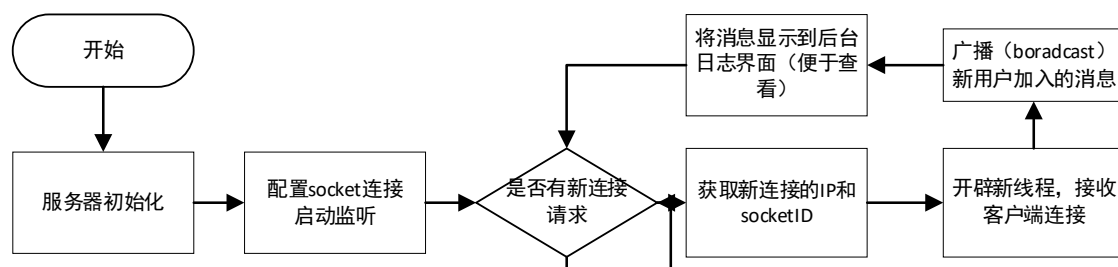 开始
将消息显示到后台
日志界面（便于查
看）
广播（boradcast）
新用户加入的消息
服务器初始化
配置socket连接
启动监听
是否有新连接
请求
获取新连接的IP和
socketID
开辟新线程，接收
客户端连接